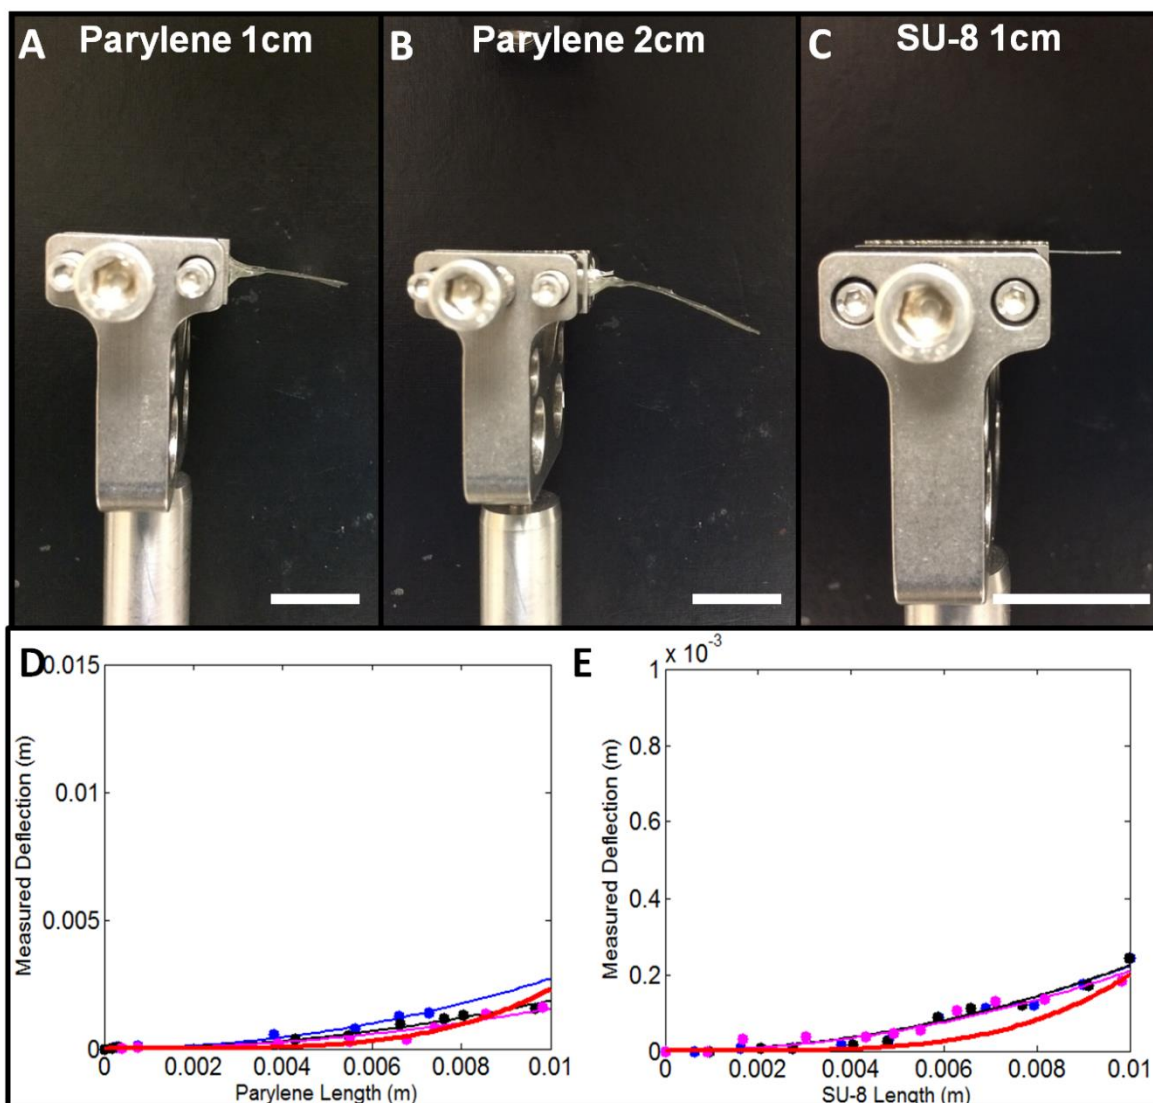 A Parylene 1cm
B Parylene 2cm
C SU-8 1cm
D
0.015
0.01
0.005
0
Measured Deflection (m)
0 0.002 0.004 0.006 0.008 0.01
Parylene Length (m)
E
x 10⁻³
1
0.8
0.6
0.4
0.2
0
Measured Deflection (m)
0 0.002 0.004 0.006 0.008 0.01
SU-8 Length (m)